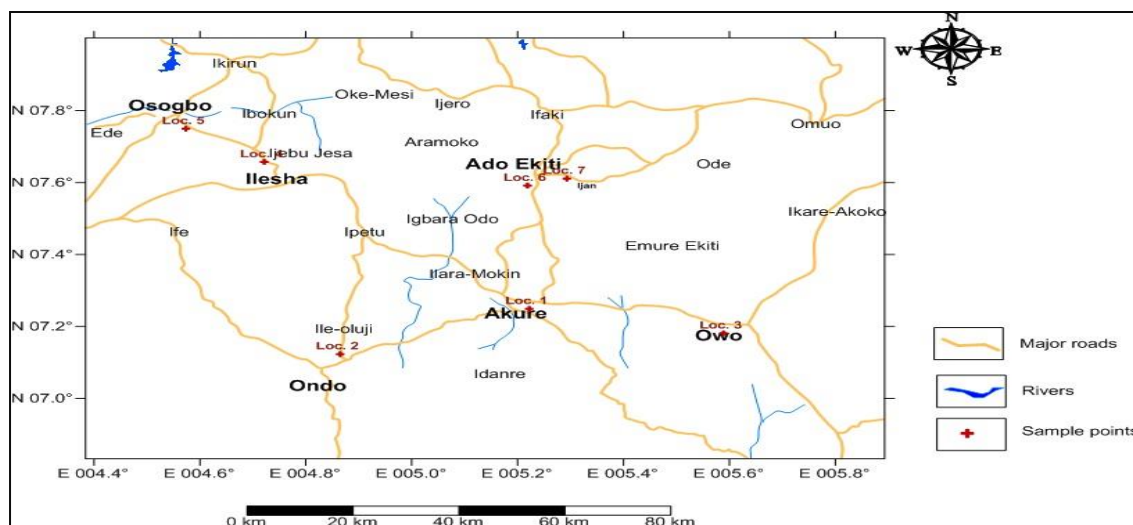 N
W E
S
Ikirun
Oke-Mesi
Ijero
N 07.8°
Osogbo
Ibokun
Ifaki
Omuo
Ede
Loc. 5
Aramoko
Loc. 4
Ijebu Jesa
Ado Ekiti
Ode
Loc. 7
Ilesha
Loc. 6
Ijan
N 07.6°
Ikare-Akoko
Igbara Odo
Ife
Ipetu
Emure Ekiti
N 07.4°
Ilara-Mokin
Loc. 1
Akure
Loc. 3
Owo
N 07.2°
Ile-oluji
Loc. 2
Ondo
Idanre
N 07.0°
E 004.4° E 004.6° E 004.8° E 005.0° E 005.2° E 005.4° E 005.6° E 005.8°
0 km 20 km 40 km 60 km 80 km
Major roads
Rivers
Sample points